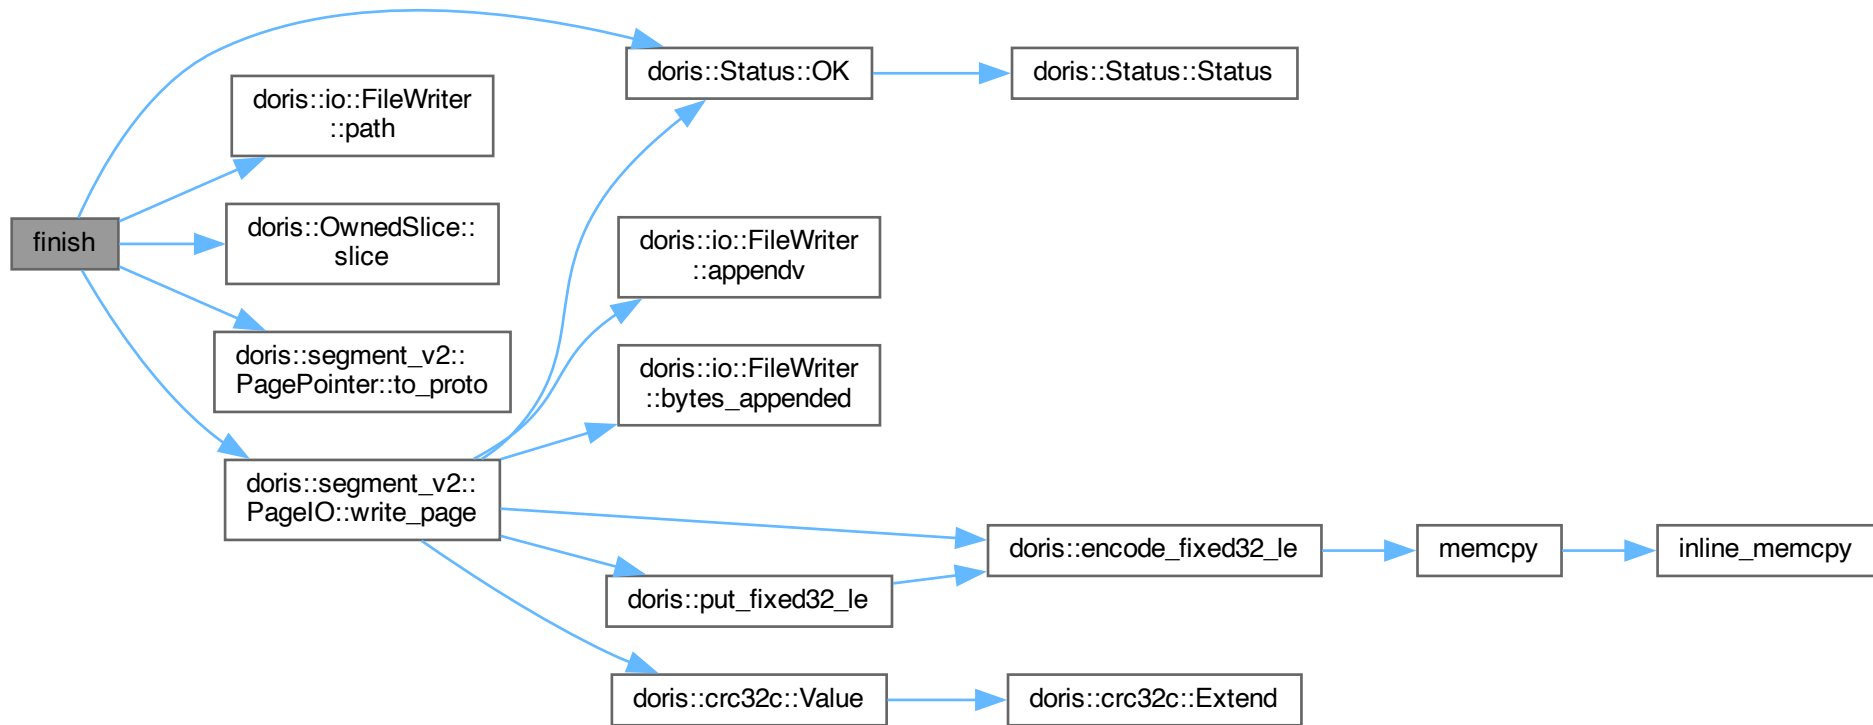 finish
doris::io::FileWriter
::path
doris::OwnedSlice::
slice
doris::segment_v2::
PagePointer::to_proto
doris::segment_v2::
PageIO::write_page
doris::Status::OK
doris::Status::Status
doris::io::FileWriter
::appendv
doris::io::FileWriter
::bytes_appended
doris::encode_fixed32_le
memcpy
inline_memcpy
doris::put_fixed32_le
doris::crc32c::Value
doris::crc32c::Extend